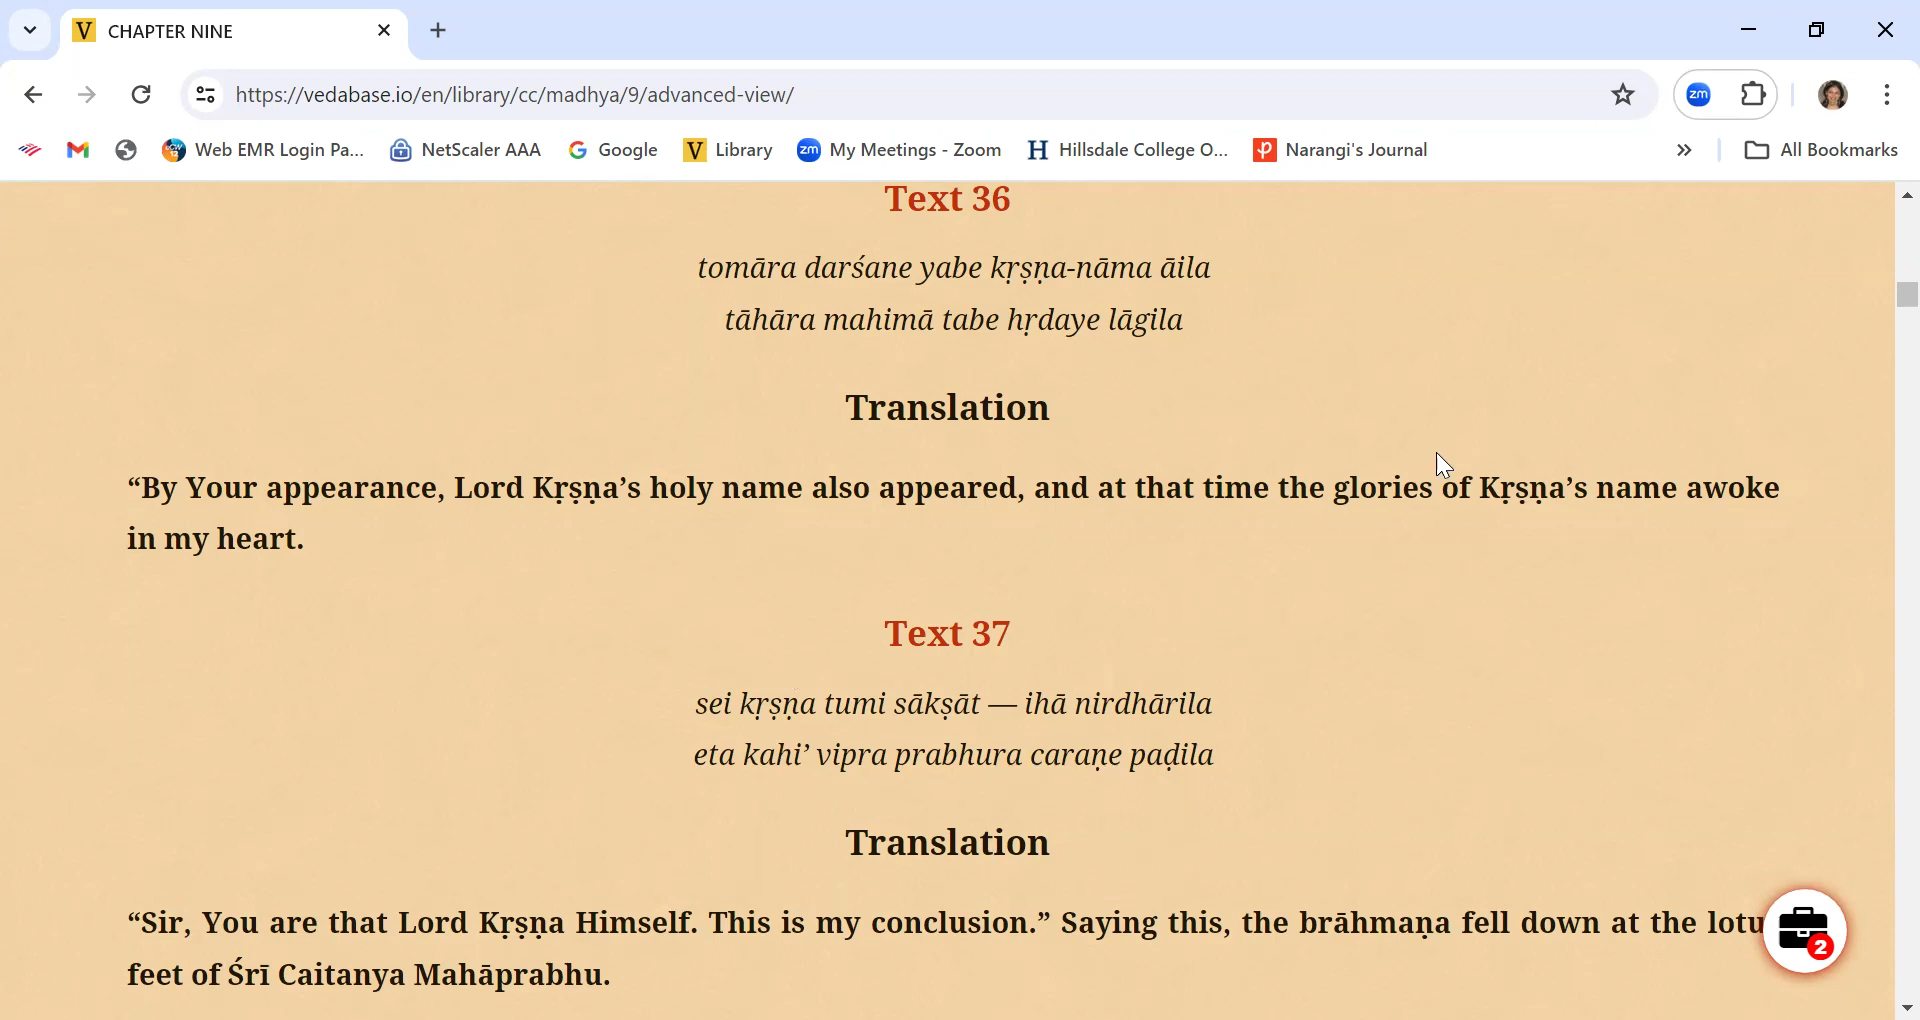 CHAPTER NINE
https://vedabase.io/en/library/cc/madhya/9/advanced-view/
zm
Web EMR Login Pa...
NetScaler AAA
Google
Library
zm My Meetings - Zoom
Hillsdale College O...
Narangi's Journal
All Bookmarks
Text 36
tomāra darśane yabe kṛṣṇa-nāma āila
tāhāra mahimā tabe hṛdaye lāgila
Translation
“By Your appearance, Lord Kṛṣṇa’s holy name also appeared, and at that time the glories of Kṛṣṇa’s name awoke
in my heart.
Text 37
sei kṛṣṇa tumi sākṣāt — ihā nirdhārila
eta kahi’ vipra prabhura caraṇe paḍila
Translation
“Sir, You are that Lord Kṛṣṇa Himself. This is my conclusion.” Saying this, the brāhmaṇa fell down at the lotu
feet of Śrī Caitanya Mahāprabhu.
2